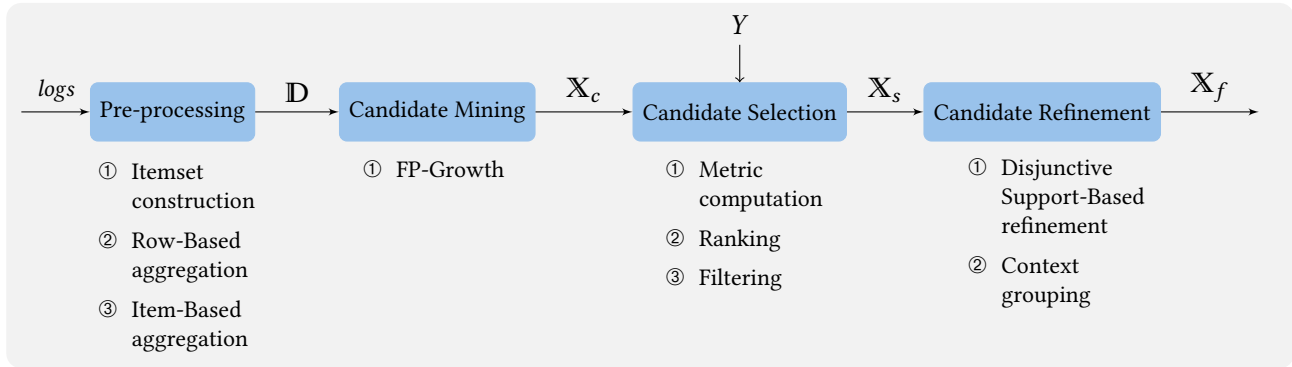 Y
logs
Pre-processing
𝔻
Candidate Mining
𝕏c
Candidate Selection
𝕏s
Candidate Refinement
𝕏f
① Itemset
construction
② Row-Based
aggregation
③ Item-Based
aggregation
① FP-Growth
① Metric
computation
② Ranking
③ Filtering
① Disjunctive
Support-Based
refinement
② Context
grouping